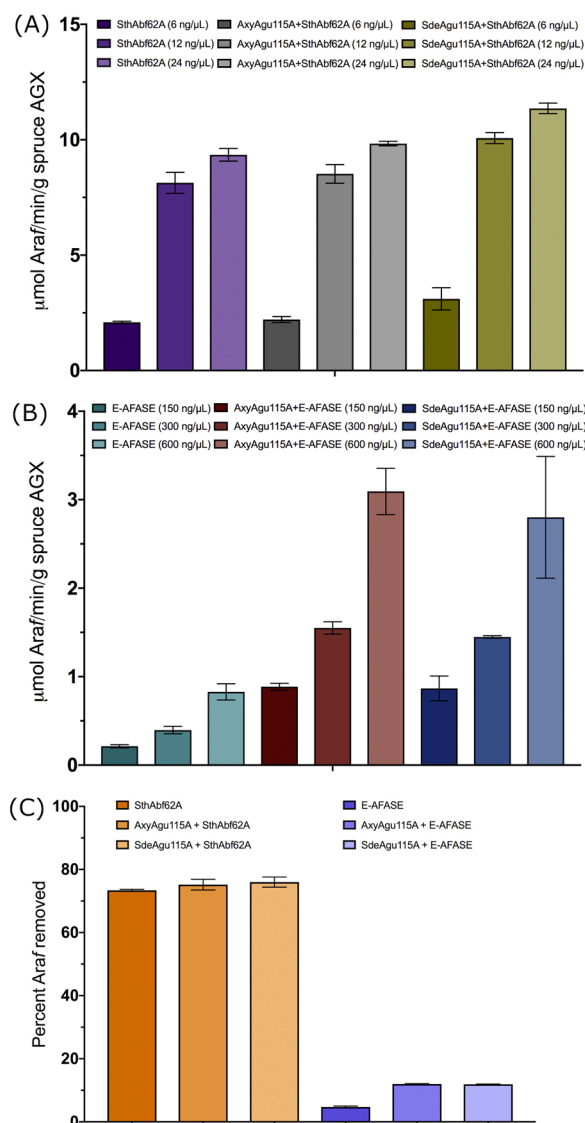 (A)
SthAbf62A (6 ng/μL) AxyAgu115A+SthAbf62A (6 ng/μL) SdeAgu115A+SthAbf62A (6 ng/μL)
SthAbf62A (12 ng/μL) AxyAgu115A+SthAbf62A (12 ng/μL) SdeAgu115A+SthAbf62A (12 ng/μL)
SthAbf62A (24 ng/μL) AxyAgu115A+SthAbf62A (24 ng/μL) SdeAgu115A+SthAbf62A (24 ng/μL)
15
10
5
0
μmol Araf/min/g spruce AGX
(B)
E-AFASE (150 ng/μL) AxyAgu115A+E-AFASE (150 ng/μL) SdeAgu115A+E-AFASE (150 ng/μL)
E-AFASE (300 ng/μL) AxyAgu115A+E-AFASE (300 ng/μL) SdeAgu115A+E-AFASE (300 ng/μL)
E-AFASE (600 ng/μL) AxyAgu115A+E-AFASE (600 ng/μL) SdeAgu115A+E-AFASE (600 ng/μL)
4
3
2
1
0
μmol Araf/min/g spruce AGX
(C)
SthAbf62A E-AFASE
AxyAgu115A + SthAbf62A AxyAgu115A + E-AFASE
SdeAgu115A + SthAbf62A SdeAgu115A + E-AFASE
100
80
60
40
20
0
Percent Araf removed